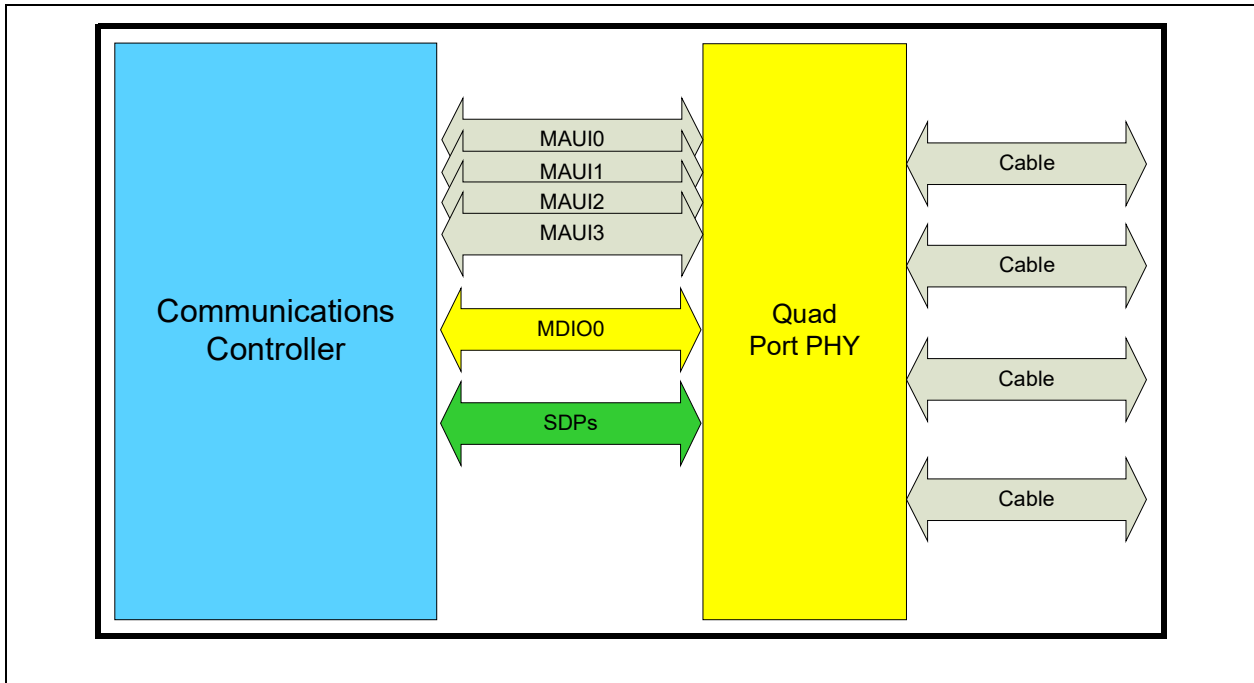 Communications
Controller
MAUI0
MAUI1
MAUI2
MAUI3
MDIO0
SDPs
Quad
Port PHY
Cable
Cable
Cable
Cable